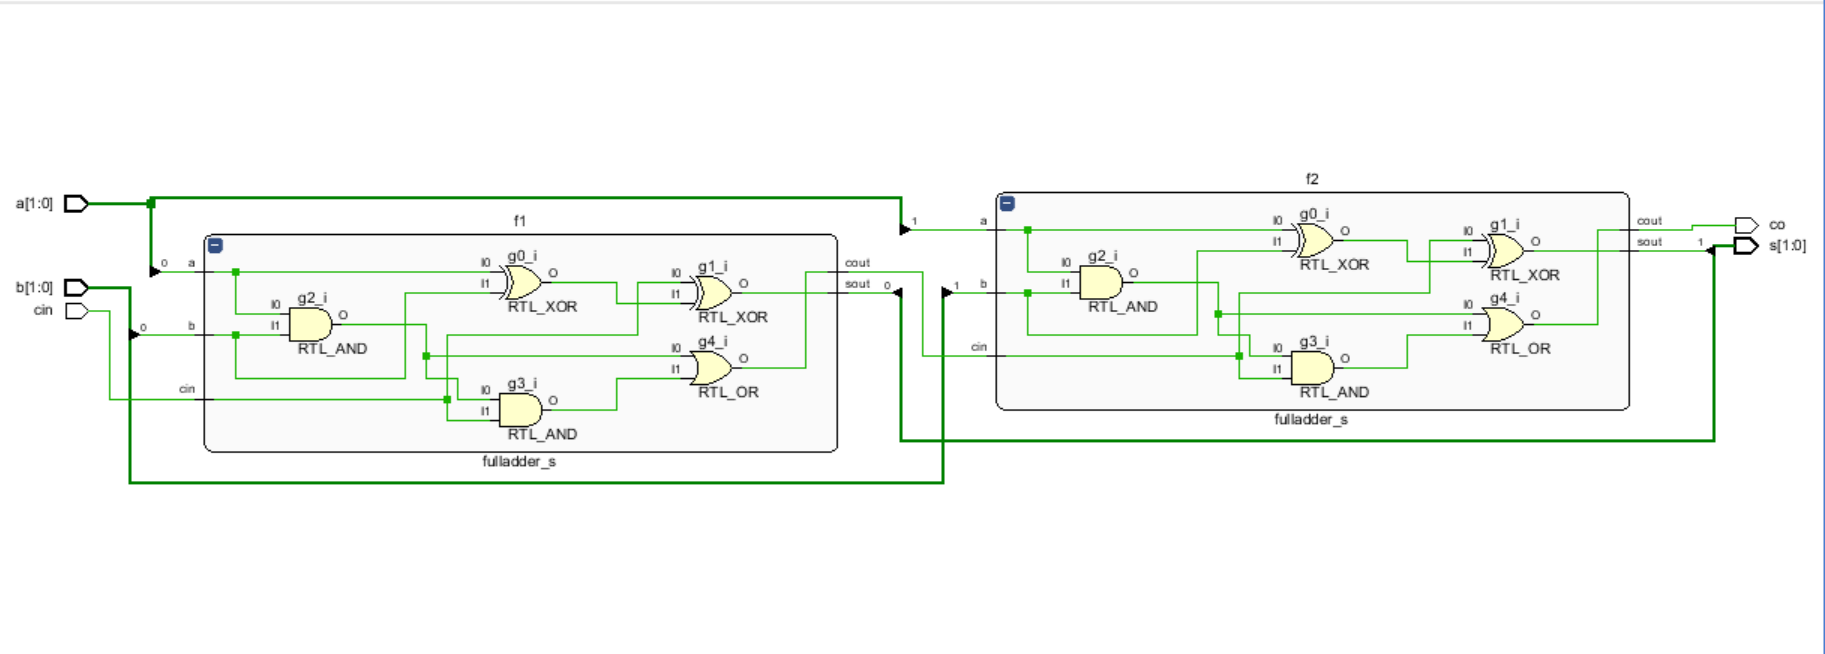 a[1:0]
b[1:0]
cin
f1
0
a
0
b
cin
I0
I1
g2_i
O
RTL_AND
I0
I1
g0_i
O
RTL_XOR
I0
I1
g1_i
O
RTL_XOR
I0
I1
g3_i
O
RTL_AND
I0
I1
g4_i
O
RTL_OR
cout
sout
0
fulladder_s
f2
1
a
1
b
cin
I0
I1
g2_i
O
RTL_AND
I0
I1
g0_i
O
RTL_XOR
I0
I1
g1_i
O
RTL_XOR
I0
I1
g3_i
O
RTL_AND
I0
I1
g4_i
O
RTL_OR
cout
sout
1
fulladder_s
co
s[1:0]